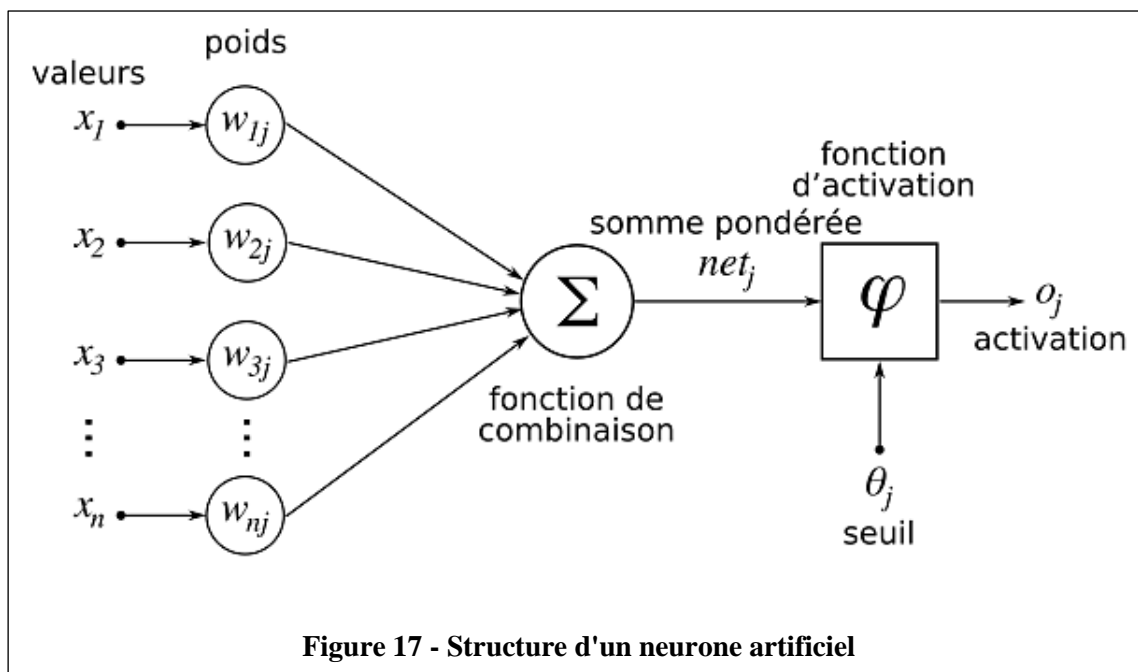 poids
valeurs
x1
w1j
x2
w2j
x3
w3j
⋮
⋮
xn
wnj
Σ
fonction de
combinaison
somme pondérée
netj
fonction
d'activation
φ
oj
activation
θj
seuil
Figure 17 - Structure d'un neurone artificiel